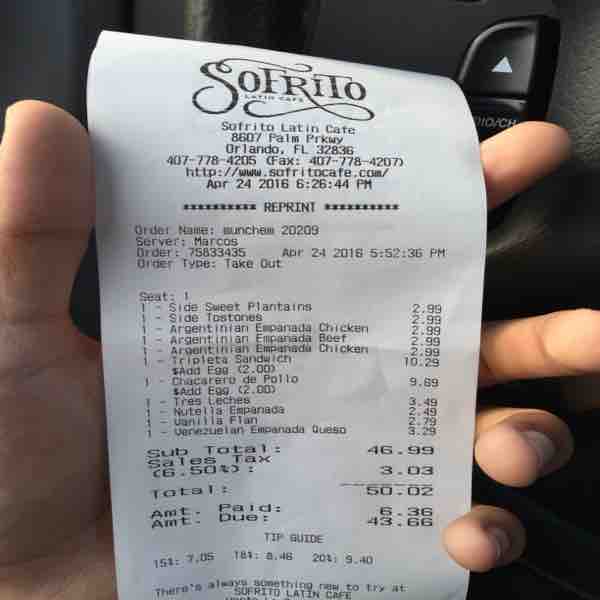 SOFRITO
LATIN CAFE
Sofrito Latin Cafe
8607 Palm Prkwy
Orlando, FL 32836
407-778-4205 (Fax: 407-778-4207)
http://www.sofritocafe.com/
Apr 24 2016 6:26:44 PM
********** REPRINT **********
Order Name: munchem 20209
Server: Marcos
Order: 75833435 Apr 24 2016 5:52:36 PM
Order Type: Take Out
Seat: 1
1 - Side Sweet Plantains 2.99
1 - Side Tostones 2.99
1 - Argentinian Empanada Chicken 2.99
1 - Argentinian Empanada Beef 2.99
1 - Argentinian Empanada Chicken 2.99
1 - Tripleta Sandwich 10.29
$Add Egg (2.00)
1 - Chacarero de Pollo 9.69
$Add Egg (2.00)
1 - Tres Leches 3.49
1 - Nutella Empanada 2.49
1 - Vanilla Flan 2.79
1 - Venezuelan Empanada Queso 3.29
Sub Total: 46.99
Sales Tax
(6.50%): 3.03
Total: 50.02
Amt. Paid: 6.36
Amt. Due: 43.66
TIP GUIDE
15%: 7.05 18%: 8.46 20%: 9.40
There's always something new to try at
SOFRITO LATIN CAFE
DIO/CH